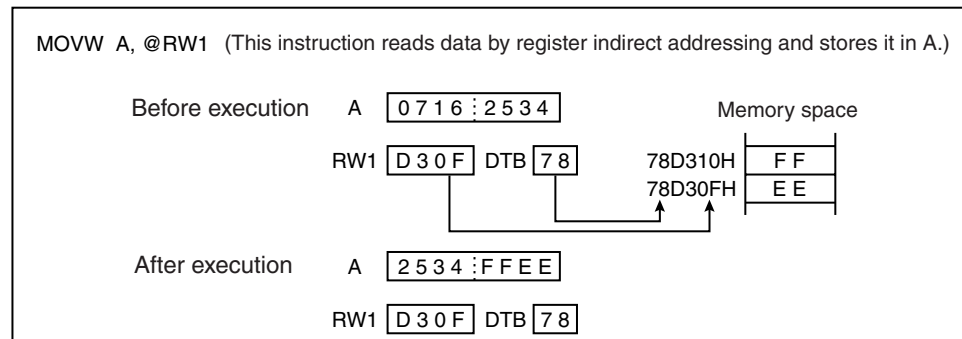 MOVW A, @RW1 (This instruction reads data by register indirect addressing and stores it in A.)
Before execution A 0716 2534 Memory space
RW1 D30F DTB 78 78D310H FF
78D30FH EE
After execution A 2534 FFEE
RW1 D30F DTB 78